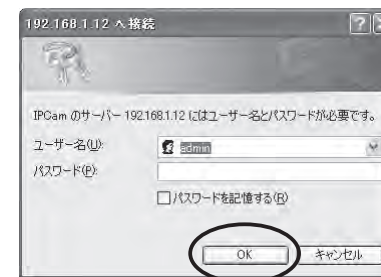 192.168.1.12 へ接続
IPCam のサーバー 192.168.1.12 にはユーザー名とパスワードが必要です。
ユーザー名(U):
admin
パスワード(P):
パスワードを記憶する(R)
OK
キャンセル